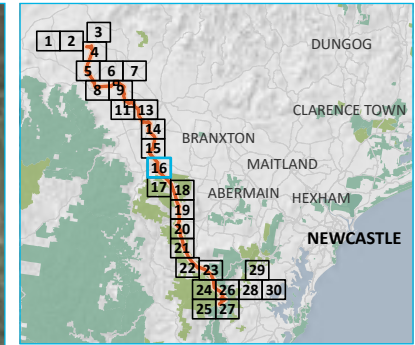 3
1 2
4
DUNGOG
5 6 7
8 9
11 13
CLARENCE TOWN
14
BRANXTON
15
MAITLAND
16
17 18
ABERMAIN HEXHAM
19
20
NEWCASTLE
21
22 23 29
24 26 28 30
25 27